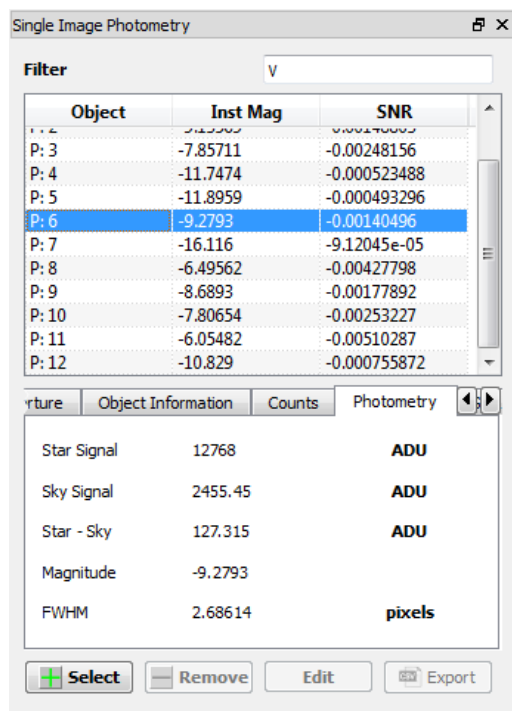 Single Image Photometry
Filter V
Object Inst Mag SNR
P: 3 -7.85711 -0.00248156
P: 4 -11.7474 -0.000523488
P: 5 -11.8959 -0.000493296
P: 6 -9.2793 -0.00140496
P: 7 -16.116 -9.12045e-05
P: 8 -6.49562 -0.00427798
P: 9 -8.6893 -0.00177892
P: 10 -7.80654 -0.00253227
P: 11 -6.05482 -0.00510287
P: 12 -10.829 -0.000755872
rture Object Information Counts Photometry
Star Signal 12768 ADU
Sky Signal 2455.45 ADU
Star - Sky 127.315 ADU
Magnitude -9.2793
FWHM 2.68614 pixels
Select Remove Edit CSV Export